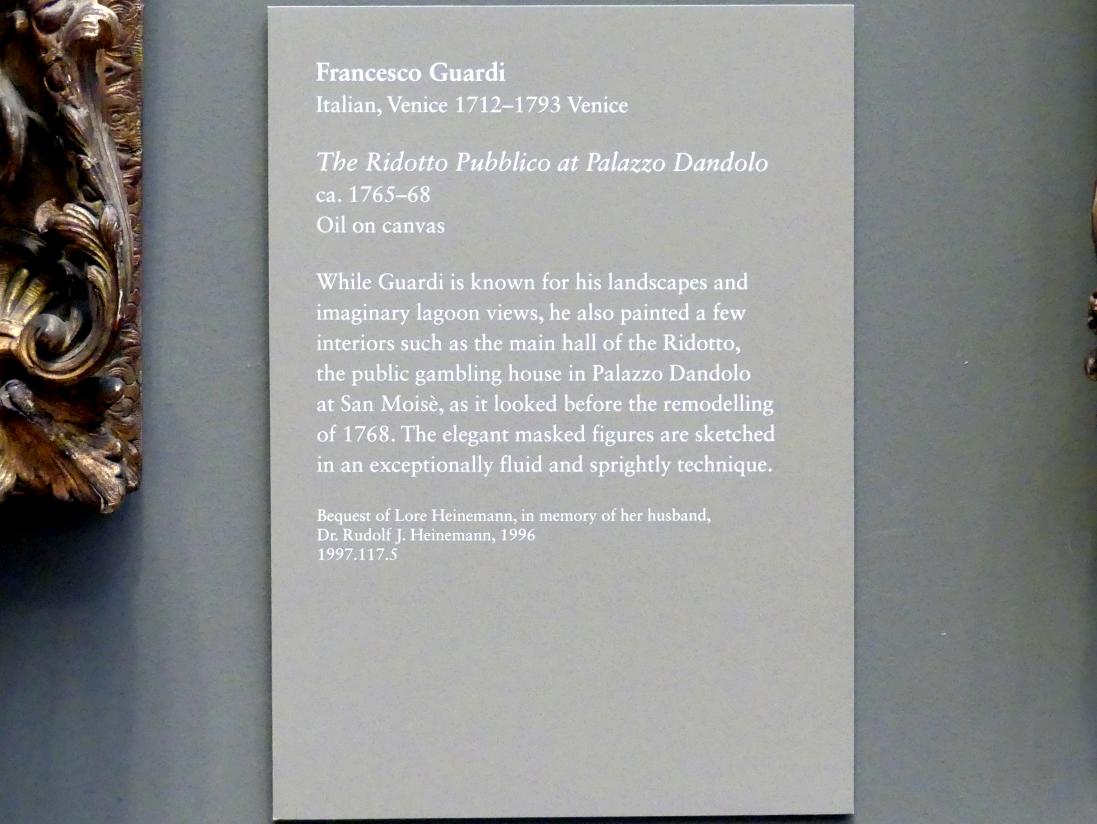 Francesco Guardi
Italian, Venice 1712–1793 Venice
The Ridotto Pubblico at Palazzo Dandolo
ca. 1765–68
Oil on canvas
While Guardi is known for his landscapes and
imaginary lagoon views, he also painted a few
interiors such as the main hall of the Ridotto,
the public gambling house in Palazzo Dandolo
at San Moisè, as it looked before the remodelling
of 1768. The elegant masked figures are sketched
in an exceptionally fluid and sprightly technique.
Bequest of Lore Heinemann, in memory of her husband,
Dr. Rudolf J. Heinemann, 1996
1997.117.5